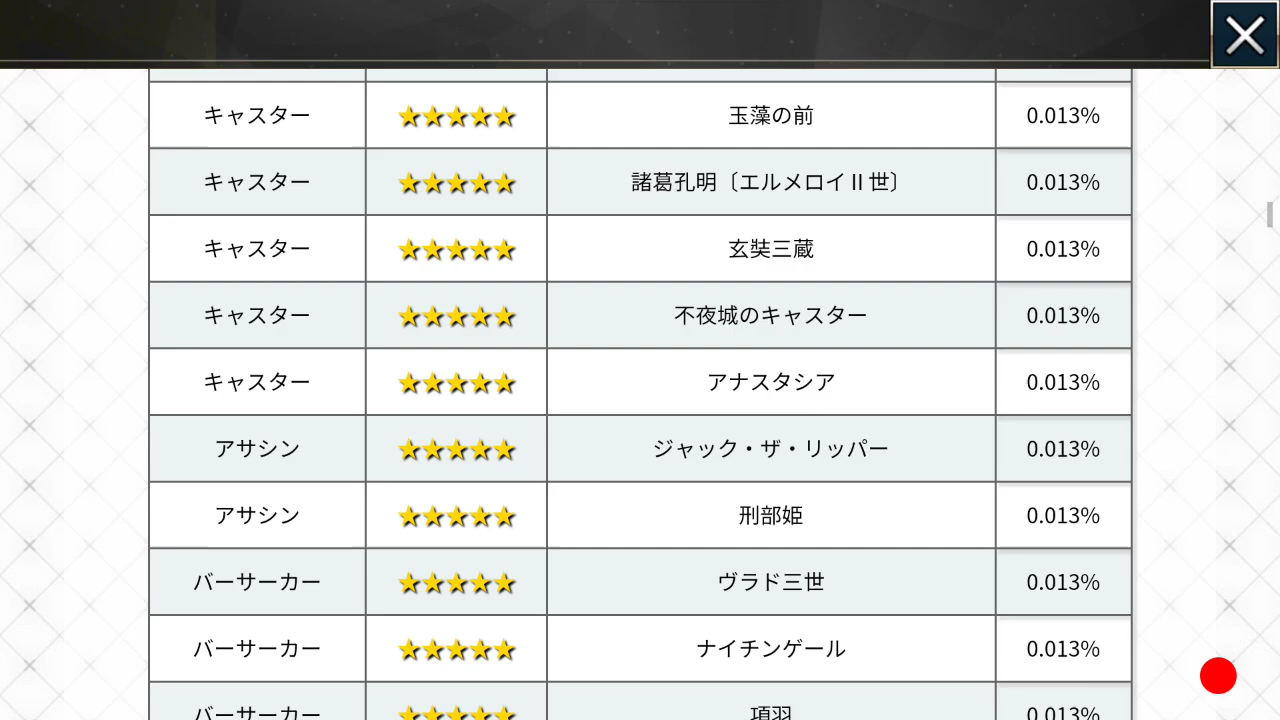 キャスター ★★★★★ 玉藻の前 0.013%
キャスター ★★★★★ 諸葛孔明〔エルメロイⅡ世〕 0.013%
キャスター ★★★★★ 玄奘三蔵 0.013%
キャスター ★★★★★ 不夜城のキャスター 0.013%
キャスター ★★★★★ アナスタシア 0.013%
アサシン ★★★★★ ジャック・ザ・リッパー 0.013%
アサシン ★★★★★ 刑部姫 0.013%
バーサーカー ★★★★★ ヴラド三世 0.013%
バーサーカー ★★★★★ ナイチンゲール 0.013%
バーサーカー ★★★★★ 項羽 0.013%